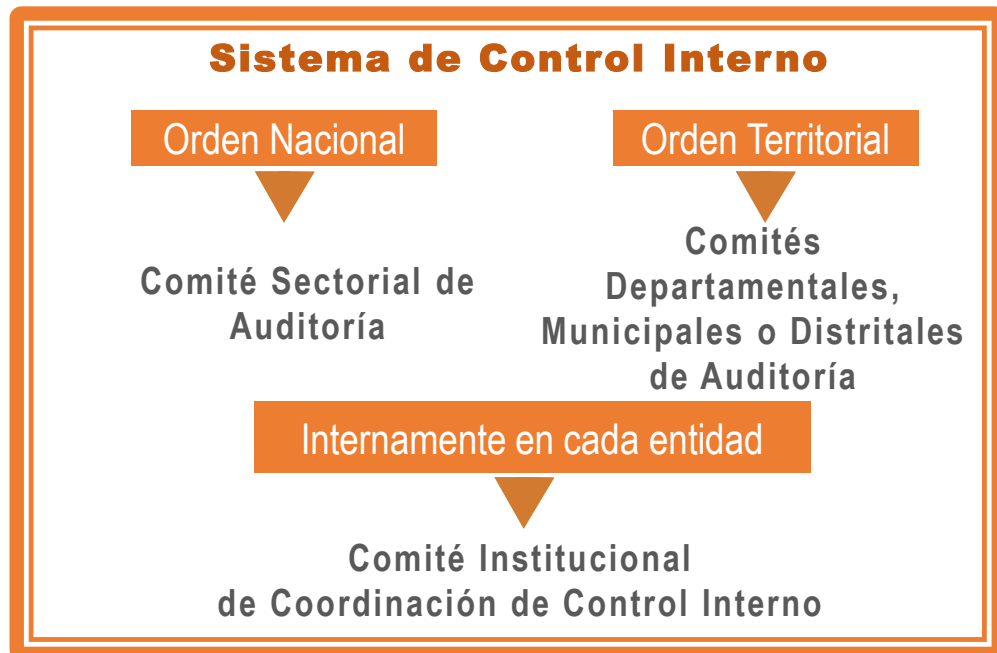 Sistema de Control Interno
Orden Nacional
Comité Sectorial de
Auditoría
Orden Territorial
Comités
Departamentales,
Municipales o Distritales
de Auditoría
Internamente en cada entidad
Comité Institucional
de Coordinación de Control Interno